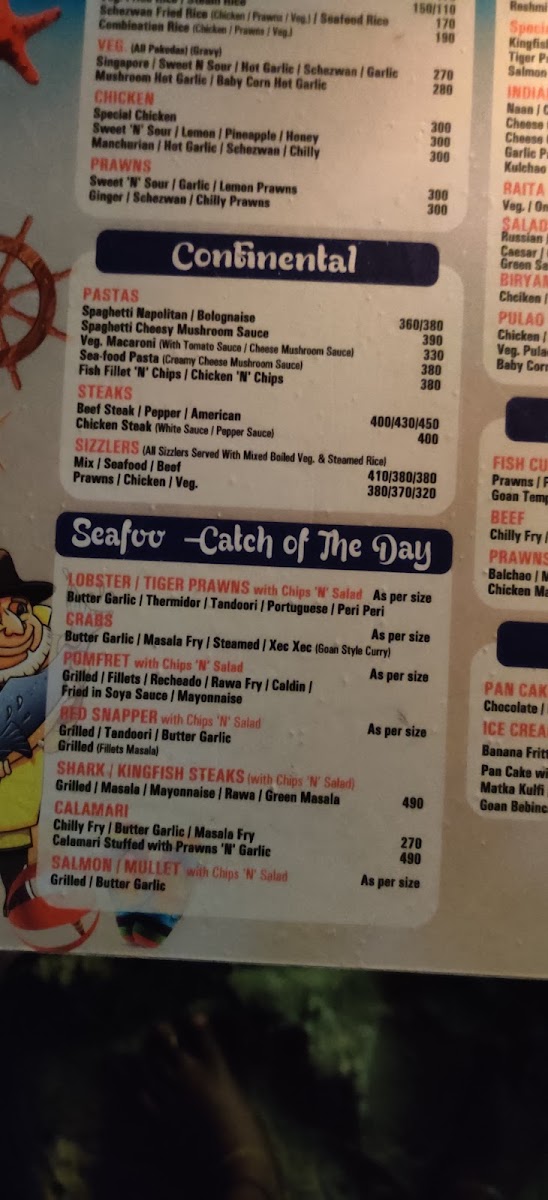 150/110
Schezwan Fried Rice (Chicken / Prawns / Veg.) / Seafood Rice 170
Combination Rice (Chicken / Prawns / Veg.) 190
VEG. (All Pakodas) (Gravy)
Singapore / Sweet N Sour / Hot Garlic / Schezwan / Garlic 270
Mushroom Hot Garlic / Baby Corn Hot Garlic 280
CHICKEN
Special Chicken 300
Sweet 'N' Sour / Lemon / Pineapple / Honey 300
Manchurian / Hot Garlic / Schezwan / Chilly 300
PRAWNS
Sweet 'N' Sour / Garlic / Lemon Prawns 300
Ginger / Schezwan / Chilly Prawns 300
Continental
PASTAS
Spaghetti Napolitan / Bolognaise 360/380
Spaghetti Cheesy Mushroom Sauce 390
Veg. Macaroni (With Tomato Sauce / Cheese Mushroom Sauce) 330
Sea-food Pasta (Creamy Cheese Mushroom Sauce) 380
Fish Fillet 'N' Chips / Chicken 'N' Chips 380
STEAKS
Beef Steak / Pepper / American 400/430/450
Chicken Steak (White Sauce / Pepper Sauce) 400
SIZZLERS (All Sizzlers Served With Mixed Boiled Veg. & Steamed Rice)
Mix / Seafood / Beef 410/380/380
Prawns / Chicken / Veg. 380/370/320
Catch of The Day
LOBSTER / TIGER PRAWNS with Chips 'N' Salad As per size
Butter Garlic / Thermidor / Tandoori / Portuguese / Peri Peri
CRABS As per size
Butter Garlic / Masala Fry / Steamed / Xec Xec (Goan Style Curry)
POMFRET with Chips 'N' Salad As per size
Grilled / Fillets / Recheado / Rawa Fry / Caldin /
Fried in Soya Sauce / Mayonnaise
RED SNAPPER with Chips 'N' Salad As per size
Grilled / Tandoori / Butter Garlic
Grilled (Fillets Masala)
SHARK / KINGFISH STEAKS (with Chips 'N' Salad)
Grilled / Masala / Mayonnaise / Rawa / Green Masala 490
CALAMARI
Chilly Fry / Butter Garlic / Masala Fry 270
Calamari Stuffed with Prawns 'N' Garlic 490
SALMON / MULLET with Chips 'N' Salad As per size
Grilled / Butter Garlic
Reshmi
Kingfish
Tiger
Salmon
Naan /
Cheese
Cheese
Garlic
Kulchao
RAITA
Veg. /
SALAD
Russian
Caesar /
Green
Chicken /
PULAO
Chicken /
Veg.
Baby Corn
FISH
Prawns /
Goan
BEEF
Chilly Fry /
PRAWNS
Balchao /
Chicken
PAN
Chocolate /
ICE
Banana
Pan Cake
Matka Kulfi
Goan